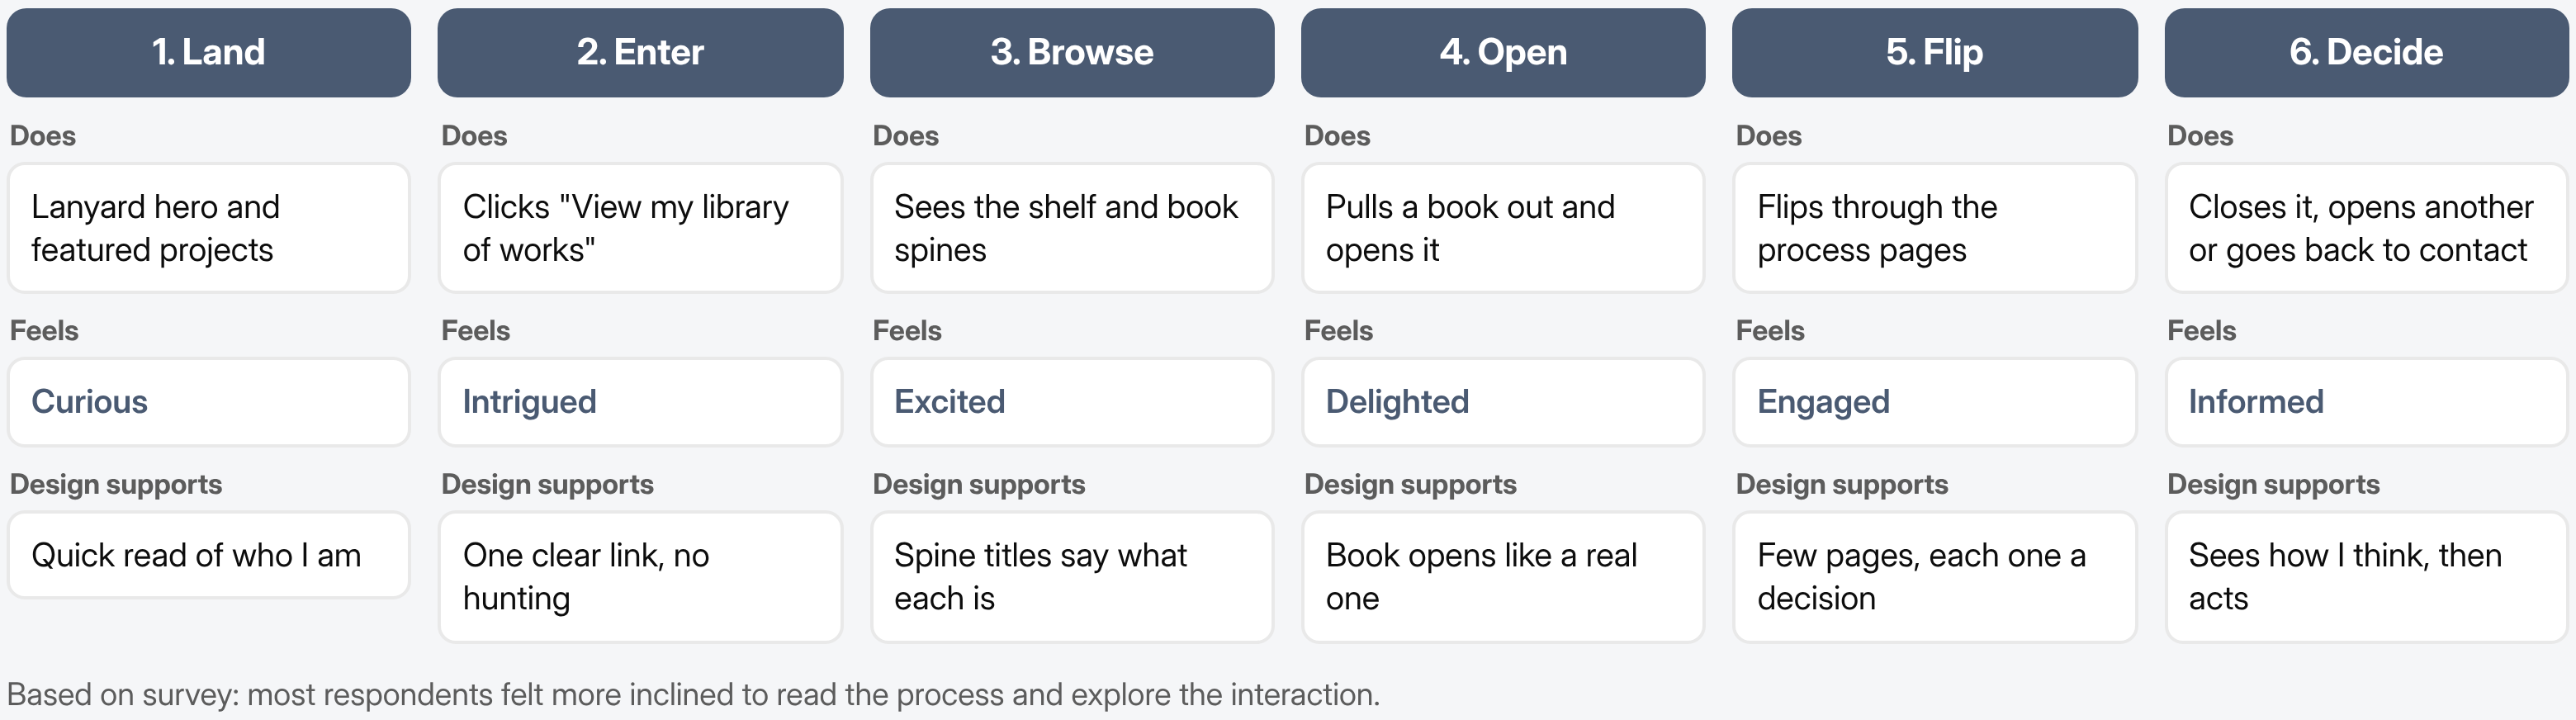 1. Land
Does
Lanyard hero and
featured projects
Feels
Curious
Design supports
Quick read of who I am
2. Enter
Does
Clicks "View my library
of works"
Feels
Intrigued
Design supports
One clear link, no
hunting
3. Browse
Does
Sees the shelf and book
spines
Feels
Excited
Design supports
Spine titles say what
each is
4. Open
Does
Pulls a book out and
opens it
Feels
Delighted
Design supports
Book opens like a real
one
5. Flip
Does
Flips through the
process pages
Feels
Engaged
Design supports
Few pages, each one a
decision
6. Decide
Does
Closes it, opens another
or goes back to contact
Feels
Informed
Design supports
Sees how I think, then
acts
Based on survey: most respondents felt more inclined to read the process and explore the interaction.